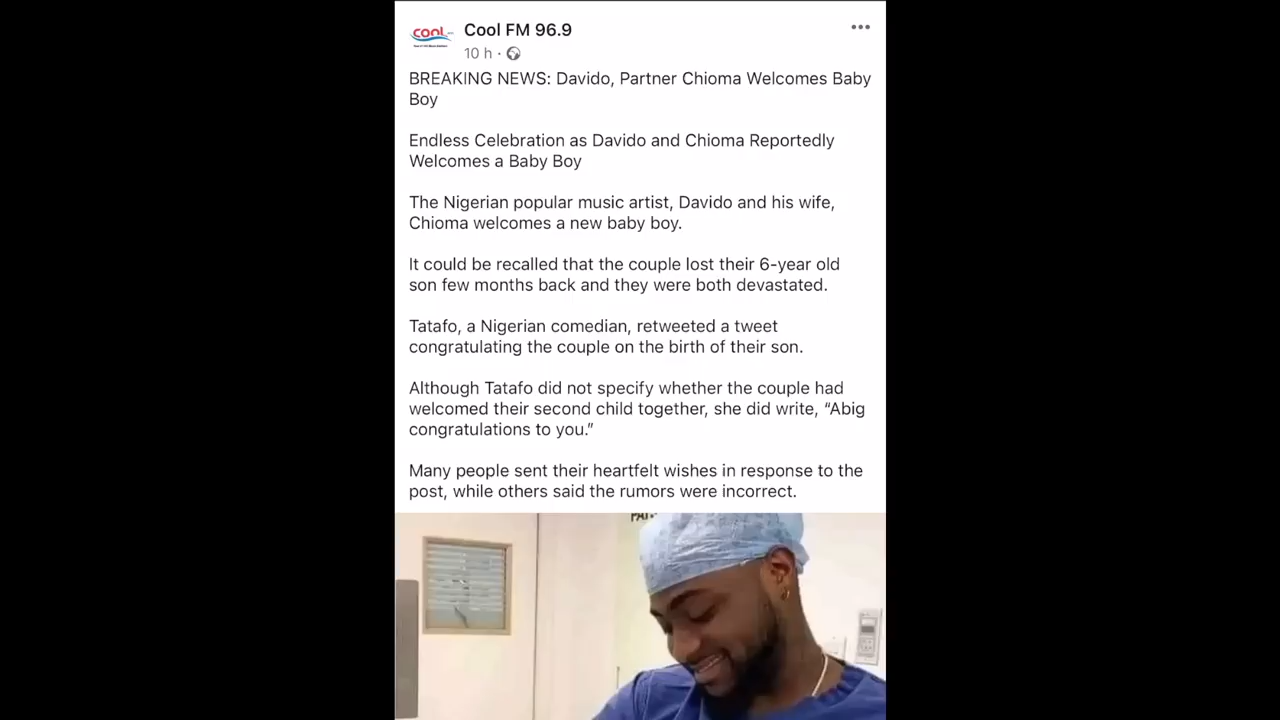 cool
Cool FM 96.9
10 h ·
BREAKING NEWS: Davido, Partner Chioma Welcomes Baby
Boy
Endless Celebration as Davido and Chioma Reportedly
Welcomes a Baby Boy
The Nigerian popular music artist, Davido and his wife,
Chioma welcomes a new baby boy.
It could be recalled that the couple lost their 6-year old
son few months back and they were both devastated.
Tatafo, a Nigerian comedian, retweeted a tweet
congratulating the couple on the birth of their son.
Although Tatafo did not specify whether the couple had
welcomed their second child together, she did write, “Abig
congratulations to you.”
Many people sent their heartfelt wishes in response to the
post, while others said the rumors were incorrect.